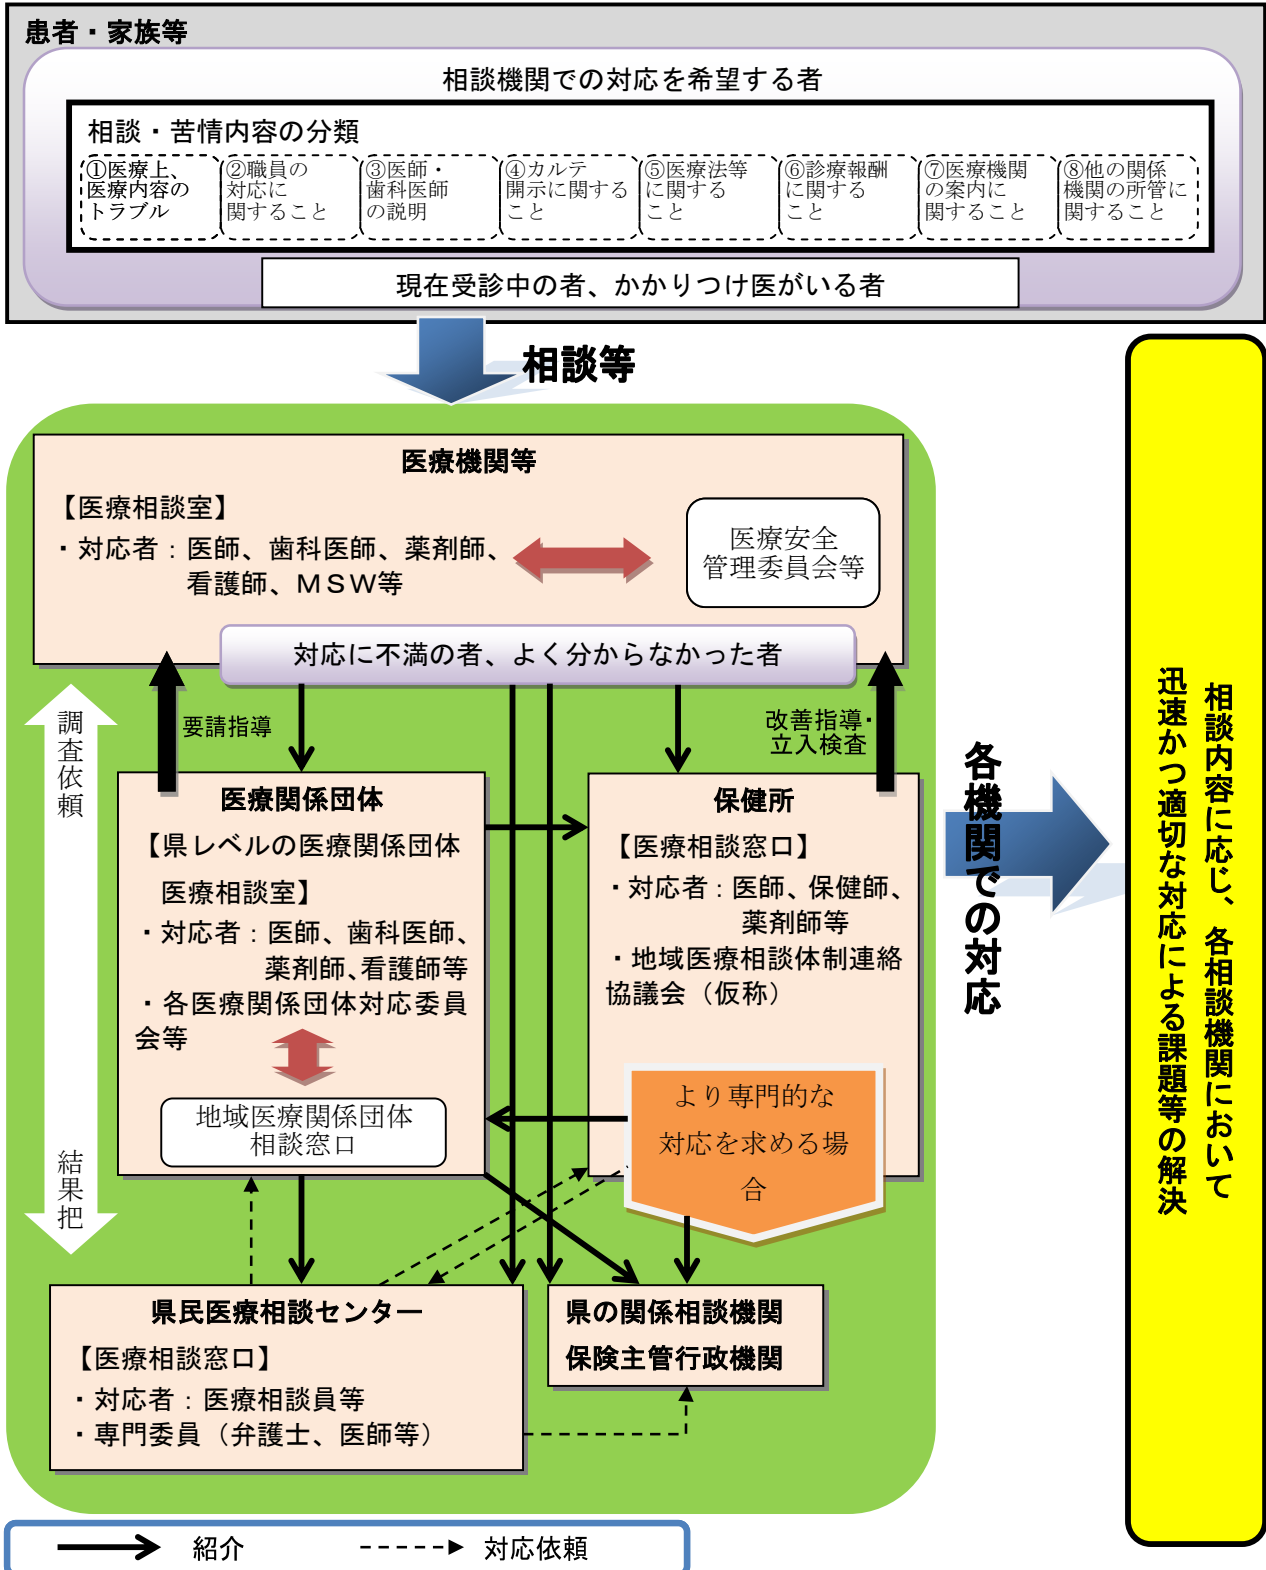 患者・家族等
相談機関での対応を希望する者
相談・苦情内容の分類
①医療上、
医療内容の
トラブル
②職員の
対応に
関すること
③医師・
歯科医師
の説明
④カルテ
開示に関する
こと
⑤医療法等
に関する
こと
⑥診療報酬
に関する
こと
⑦医療機関
の案内に
関すること
⑧他の関係
機関の所管に
関すること
現在受診中の者、かかりつけ医がいる者
相談等
医療機関等
【医療相談室】
・対応者：医師、歯科医師、薬剤師、
看護師、ＭＳＷ等
医療安全
管理委員会等
対応に不満の者、よく分からなかった者
調査依頼
結果把
要請指導
改善指導・
立入検査
医療関係団体
【県レベルの医療関係団体
医療相談室】
・対応者：医師、歯科医師、
薬剤師、看護師等
・各医療関係団体対応委員
会等
地域医療関係団体
相談窓口
保健所
【医療相談窓口】
・対応者：医師、保健師、
薬剤師等
・地域医療相談体制連絡
協議会（仮称）
より専門的な
対応を求める場
合
県民医療相談センター
【医療相談窓口】
・対応者：医療相談員等
・専門委員（弁護士、医師等）
県の関係相談機関
保険主管行政機関
各機関での対応
相談内容に応じ、各相談機関において
迅速かつ適切な対応による課題等の解決
紹介
対応依頼